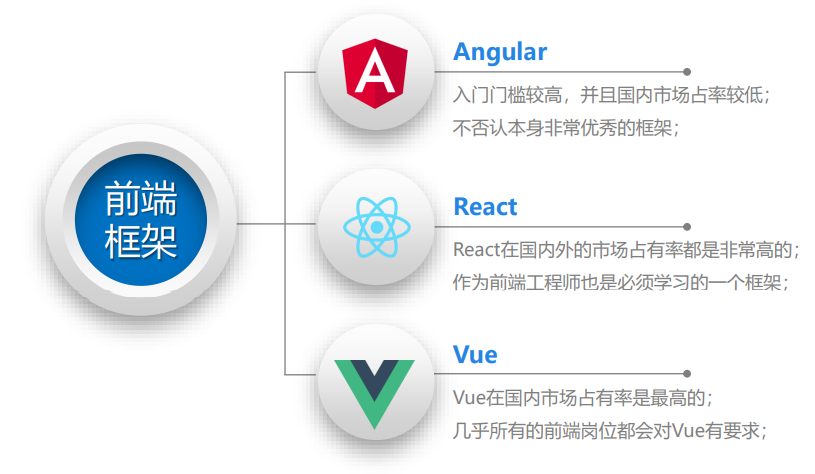 前端
框架
Angular
入门门槛较高，并且国内市场占率较低；
不否认本身非常优秀的框架；
React
React在国内外的市场占有率都是非常高的；
作为前端工程师也是必须学习的一个框架；
Vue
Vue在国内市场占有率是最高的；
几乎所有的前端岗位都会对Vue有要求；